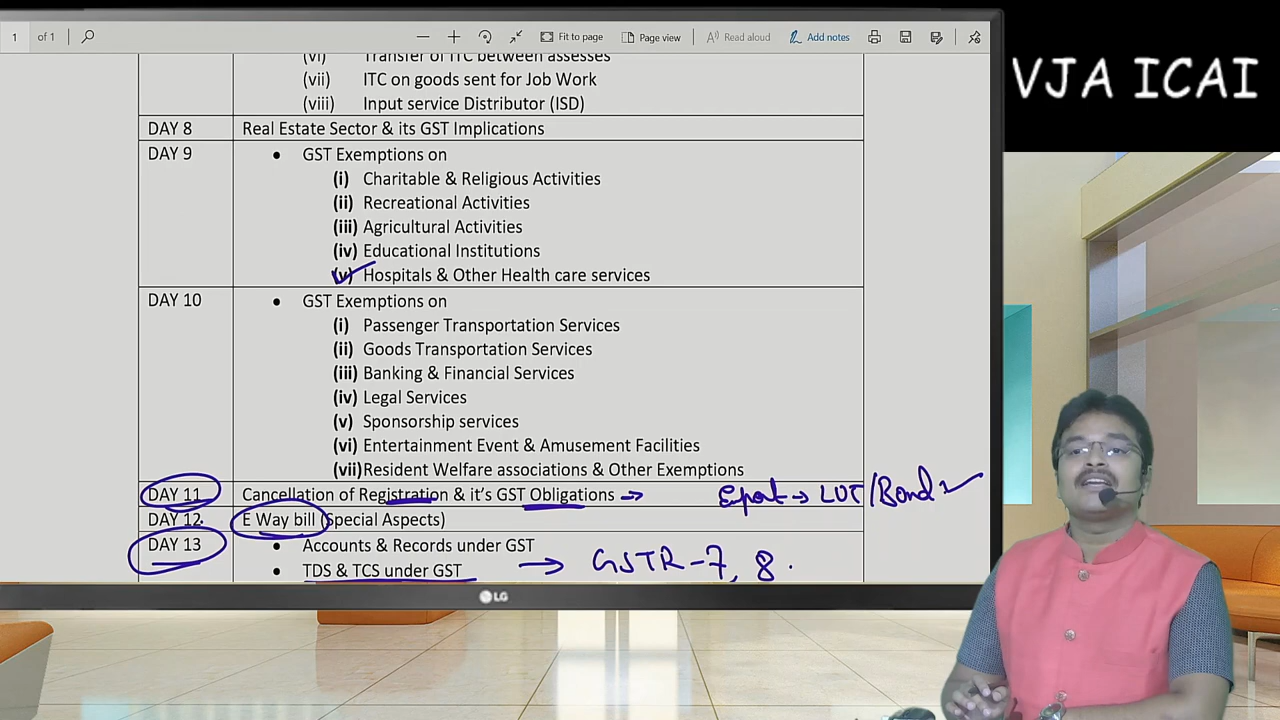 1 of 1 Fit to page Page view Read aloud Add notes
VJA ICAI
(vi) Transfer of ITC between assesses
(vii) ITC on goods sent for Job Work
(viii) Input service Distributor (ISD)
DAY 8 Real Estate Sector & its GST Implications
DAY 9 • GST Exemptions on
(i) Charitable & Religious Activities
(ii) Recreational Activities
(iii) Agricultural Activities
(iv) Educational Institutions
(v) Hospitals & Other Health care services
DAY 10 • GST Exemptions on
(i) Passenger Transportation Services
(ii) Goods Transportation Services
(iii) Banking & Financial Services
(iv) Legal Services
(v) Sponsorship services
(vi) Entertainment Event & Amusement Facilities
(vii) Resident Welfare associations & Other Exemptions
DAY 11 Cancellation of Registration & it's GST Obligations → Export → LUT/Bond
DAY 12 E Way bill (Special Aspects)
DAY 13 • Accounts & Records under GST
• TDS & TCS under GST → GSTR-7, 8.
LG